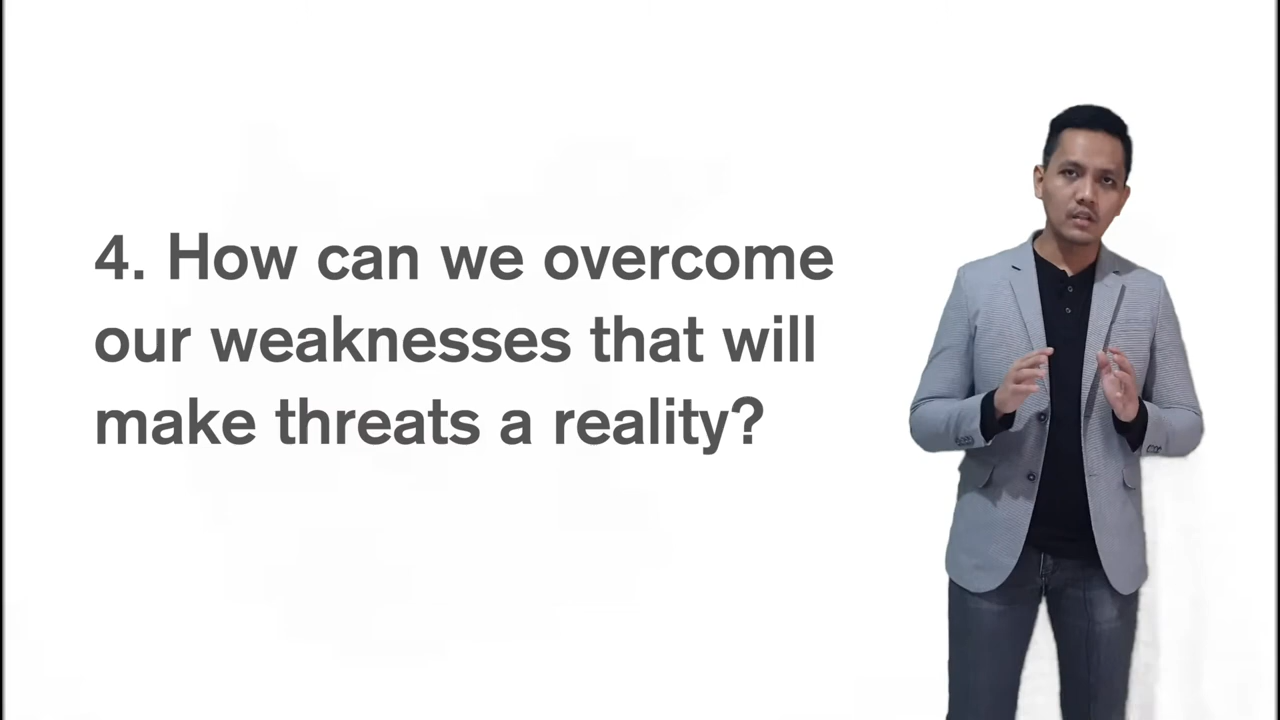 4. How can we overcome
our weaknesses that will
make threats a reality?